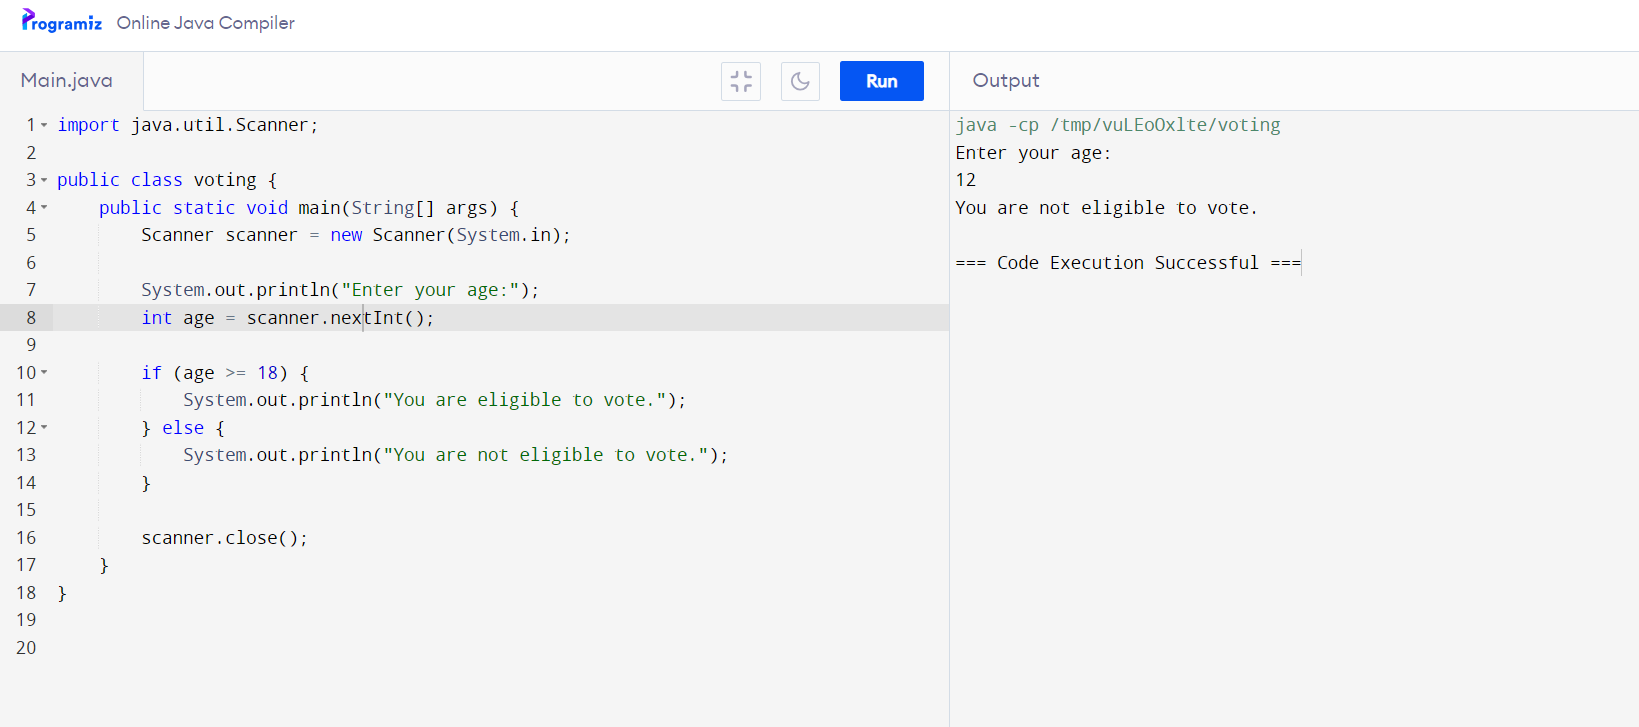 Programiz Online Java Compiler
Main.java
Run
Output
1 import java.util.Scanner;
2
3 public class voting {
4     public static void main(String[] args) {
5         Scanner scanner = new Scanner(System.in);
6
7         System.out.println("Enter your age:");
8         int age = scanner.nextInt();
9
10         if (age >= 18) {
11             System.out.println("You are eligible to vote.");
12         } else {
13             System.out.println("You are not eligible to vote.");
14         }
15
16         scanner.close();
17     }
18 }
19
20
java -cp /tmp/vuLEoOxlte/voting
Enter your age:
12
You are not eligible to vote.
=== Code Execution Successful ===